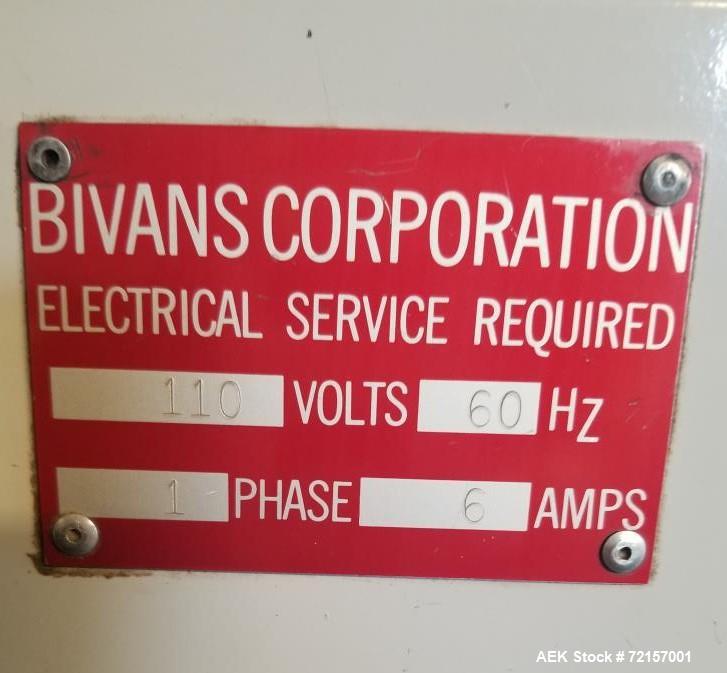 BIVANS CORPORATION
ELECTRICAL SERVICE REQUIRED
110 VOLTS 60 HZ
1 PHASE 6 AMPS
AEK Stock # 72157001